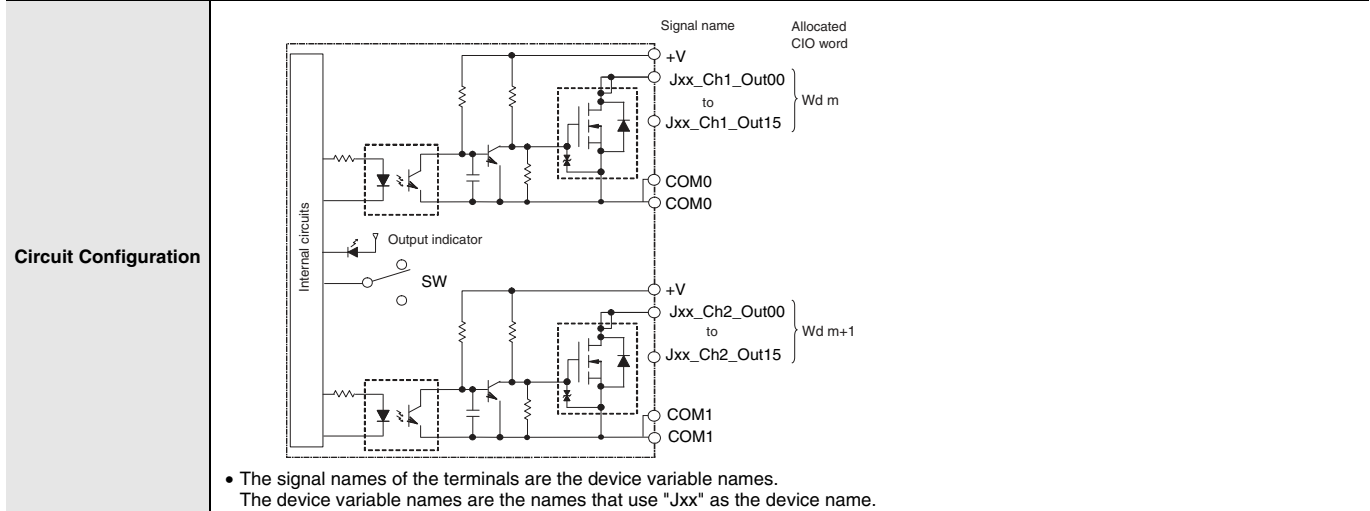 Circuit Configuration
Signal name
Allocated
CIO word
+V
Jxx_Ch1_Out00
to
Wd m
Jxx_Ch1_Out15
COM0
COM0
Internal circuits
Output indicator
SW
+V
Jxx_Ch2_Out00
to
Wd m+1
Jxx_Ch2_Out15
COM1
COM1
• The signal names of the terminals are the device variable names.
The device variable names are the names that use "Jxx" as the device name.